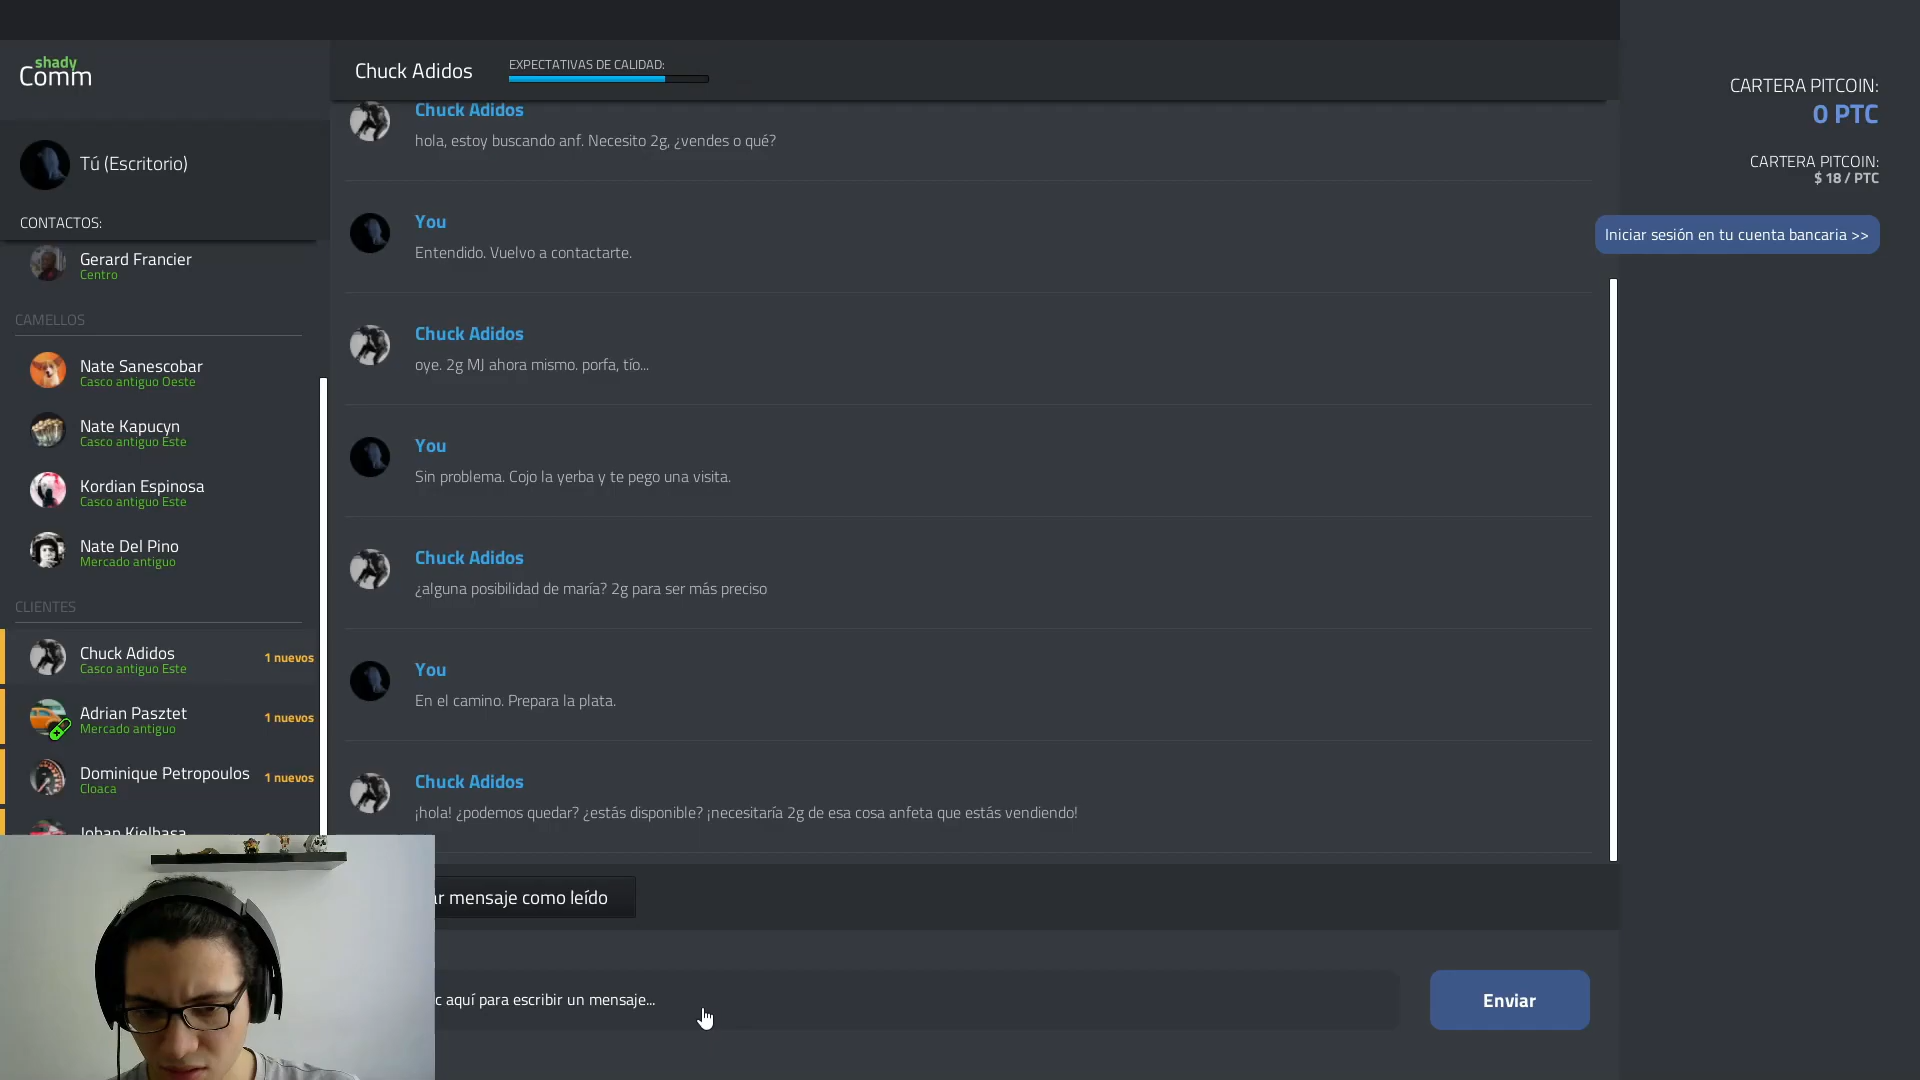 shady
Comm
Tú (Escritorio)
CONTACTOS:
Gerard Francier
Centro
CAMELLOS
Nate Sanescobar
Casco antiguo Oeste
Nate Kapucyn
Casco antiguo Este
Kordian Espinosa
Casco antiguo Este
Nate Del Pino
Mercado antiguo
CLIENTES
Chuck Adidos
Casco antiguo Este
1 nuevos
Adrian Pasztet
Mercado antiguo
1 nuevos
Dominique Petropoulos
Cloaca
1 nuevos
Johan Kielbasa
Chuck Adidos
EXPECTATIVAS DE CALIDAD:
Chuck Adidos
hola, estoy buscando anf. Necesito 2g, ¿vendes o qué?
You
Entendido. Vuelvo a contactarte.
Chuck Adidos
oye. 2g MJ ahora mismo. porfa, tío...
You
Sin problema. Cojo la yerba y te pego una visita.
Chuck Adidos
¿alguna posibilidad de maría? 2g para ser más preciso
You
En el camino. Prepara la plata.
Chuck Adidos
¡hola! ¿podemos quedar? ¿estás disponible? ¡necesitaría 2g de esa cosa anfeta que estás vendiendo!
ar mensaje como leído
c aquí para escribir un mensaje...
Enviar
CARTERA PITCOIN:
0 PTC
CARTERA PITCOIN:
$ 18 / PTC
Iniciar sesión en tu cuenta bancaria >>